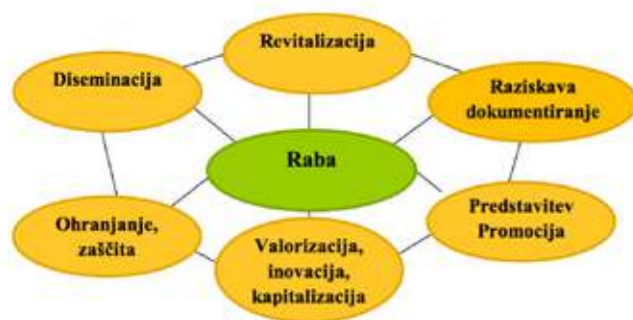 Revitalizacija
Diseminacija
Raziskava
dokumentiranje
Raba
Ohranjanje,
zaščita
Predstavitev
Promocija
Valorizacija,
inovacija,
kapitalizacija